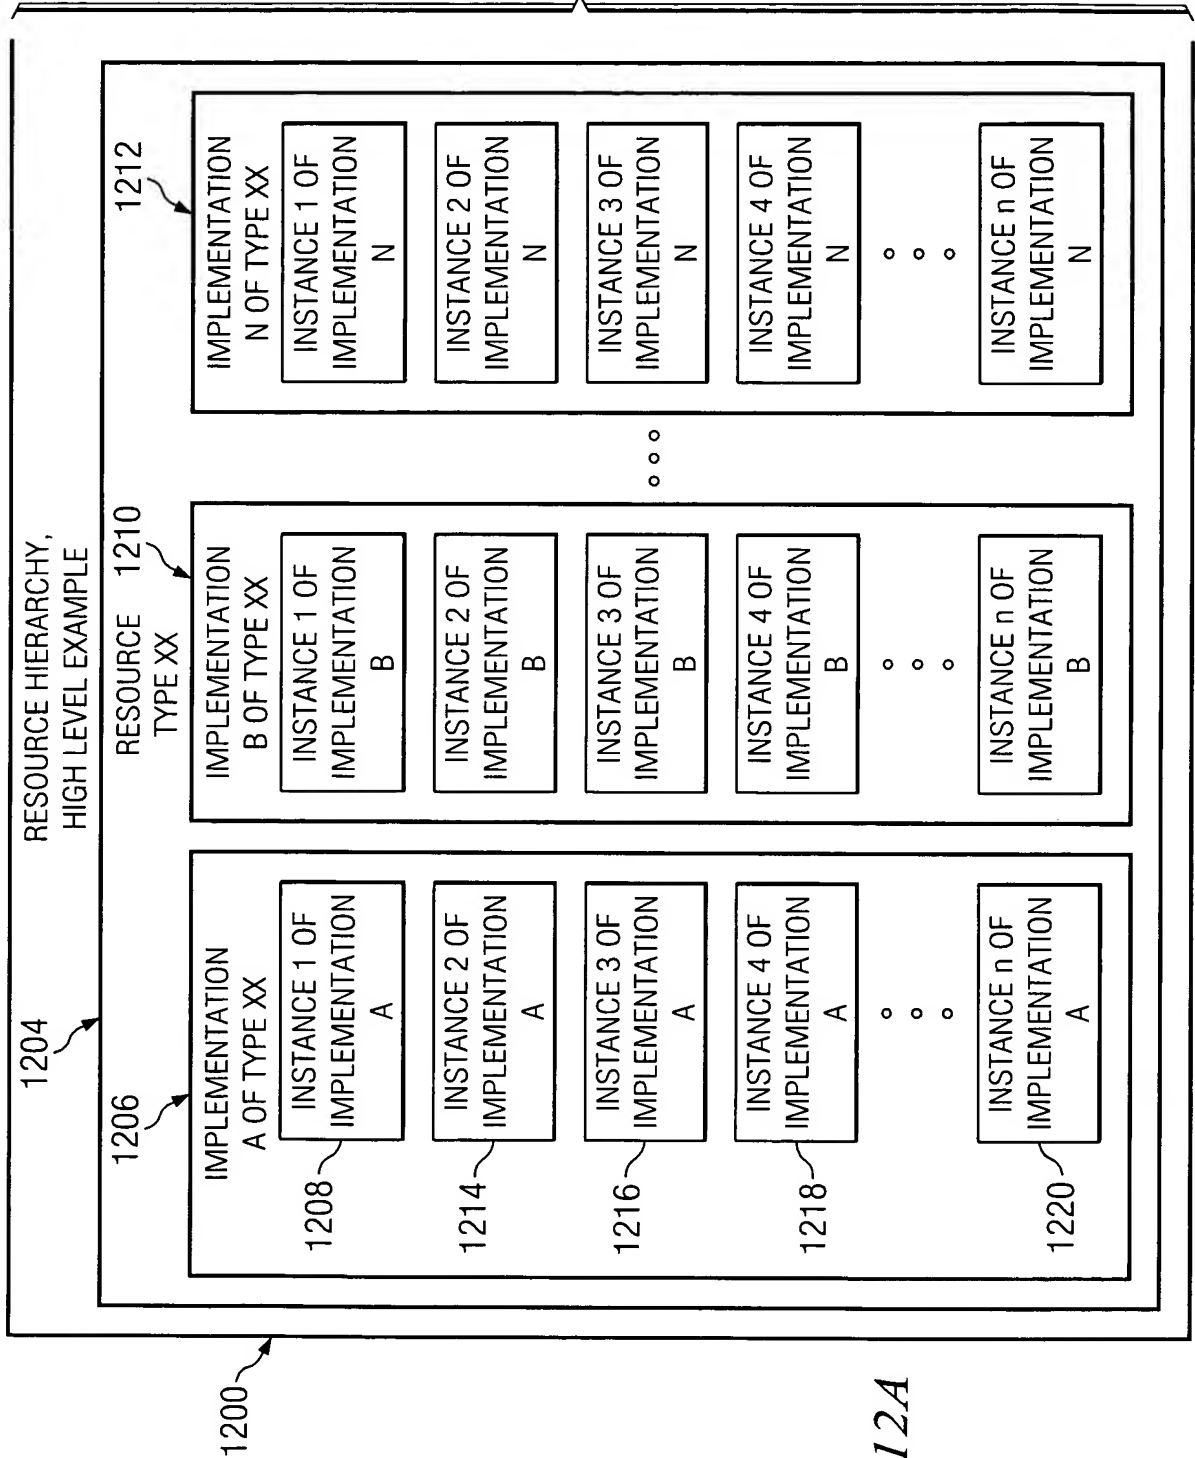 RESOURCE HIERARCHY,
HIGH LEVEL EXAMPLE
1200
1204
RESOURCE
TYPE XX
1206
IMPLEMENTATION
A OF TYPE XX
1208
INSTANCE 1 OF
IMPLEMENTATION
A
1214
INSTANCE 2 OF
IMPLEMENTATION
A
1216
INSTANCE 3 OF
IMPLEMENTATION
A
1218
INSTANCE 4 OF
IMPLEMENTATION
A
1220
INSTANCE n OF
IMPLEMENTATION
A
1210
IMPLEMENTATION
B OF TYPE XX
INSTANCE 1 OF
IMPLEMENTATION
B
INSTANCE 2 OF
IMPLEMENTATION
B
INSTANCE 3 OF
IMPLEMENTATION
B
INSTANCE 4 OF
IMPLEMENTATION
B
INSTANCE n OF
IMPLEMENTATION
B
1212
IMPLEMENTATION
N OF TYPE XX
INSTANCE 1 OF
IMPLEMENTATION
N
INSTANCE 2 OF
IMPLEMENTATION
N
INSTANCE 3 OF
IMPLEMENTATION
N
INSTANCE 4 OF
IMPLEMENTATION
N
INSTANCE n OF
IMPLEMENTATION
N
12A